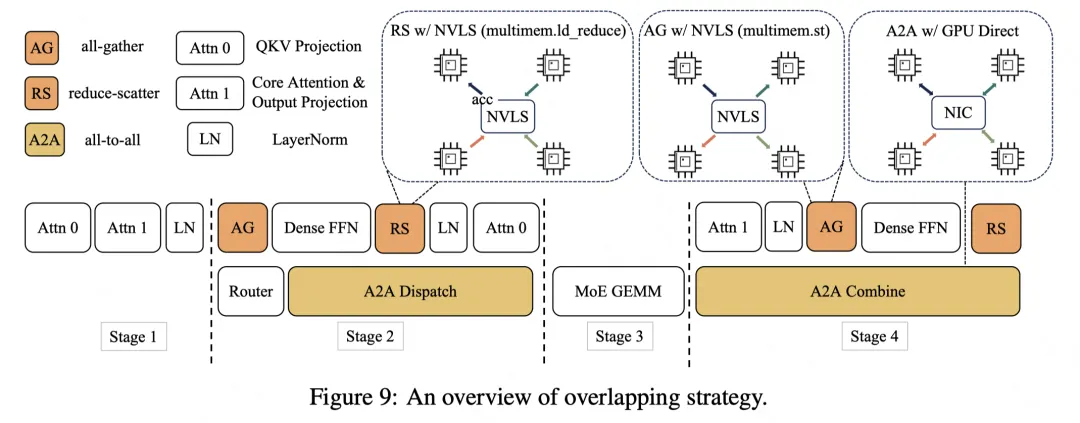 AG all-gather Attn 0 QKV Projection
RS reduce-scatter Attn 1 Core Attention & Output Projection
A2A all-to-all LN LayerNorm
RS w/ NVLS (multimem.ld_reduce)
acc
NVLS
AG w/ NVLS (multimem.st)
NVLS
A2A w/ GPU Direct
NIC
Attn 0 Attn 1 LN AG Dense FFN RS LN Attn 0 Attn 1 LN AG Dense FFN RS
Router A2A Dispatch MoE GEMM A2A Combine
Stage 1 Stage 2 Stage 3 Stage 4
Figure 9: An overview of overlapping strategy.